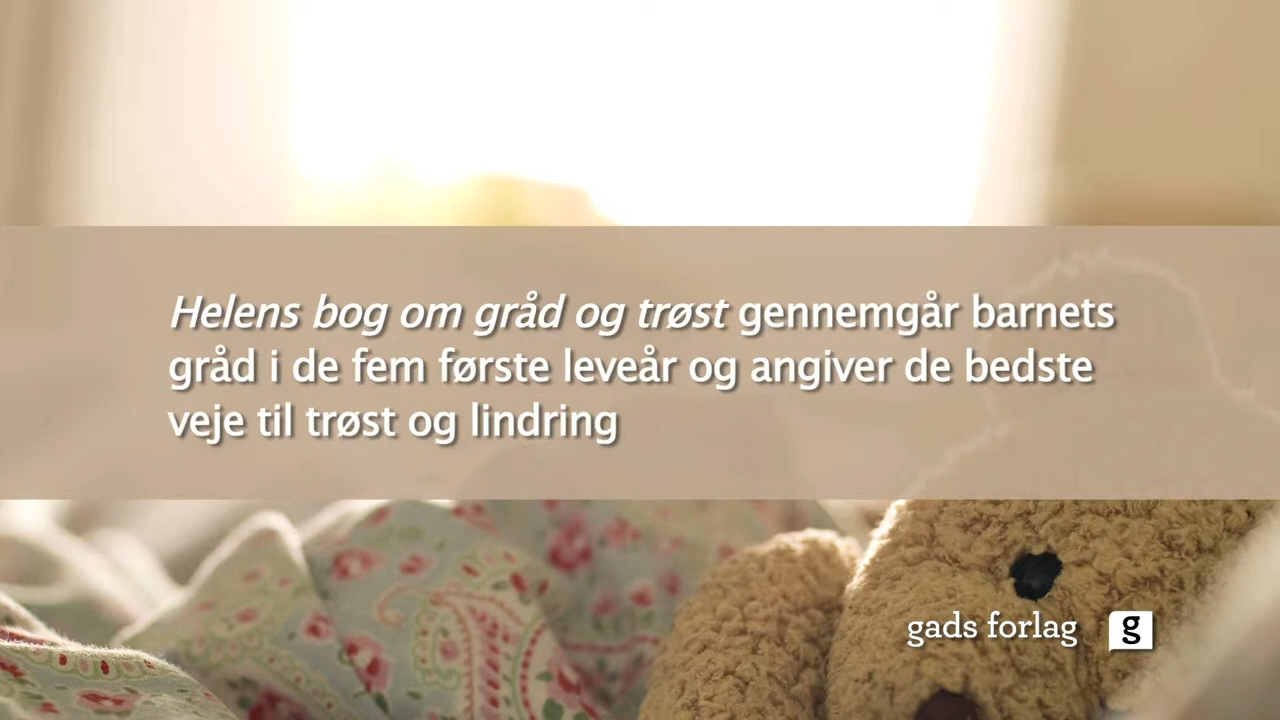 Helens bog om gråd og trøst gennemgår barnets
gråd i de fem første leveår og angiver de bedste
veje til trøst og lindring
gads forlag g